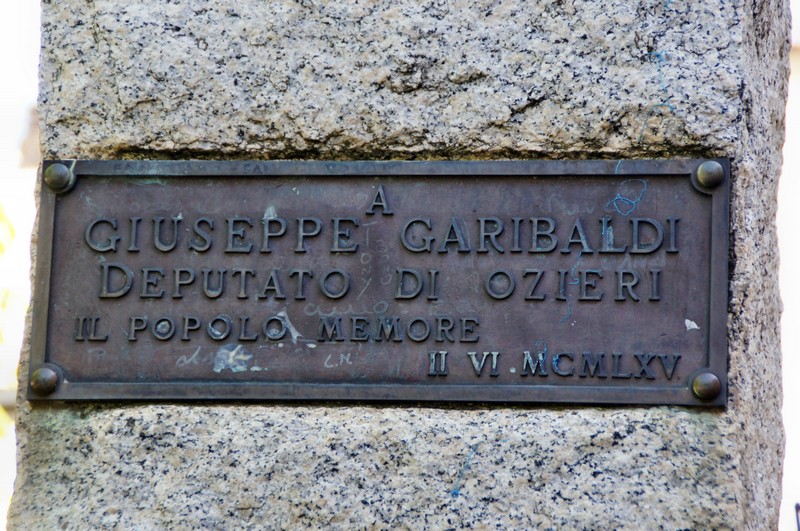 A
GIUSEPPE GARIBALDI
DEPUTATO DI OZIERI
IL POPOLO MEMORE
II VI MCMLXV
L.M